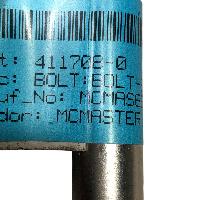 t: 411708-0
c: BOLT:BOLT-
uf_No: MCMASE
dor: MCMASTER